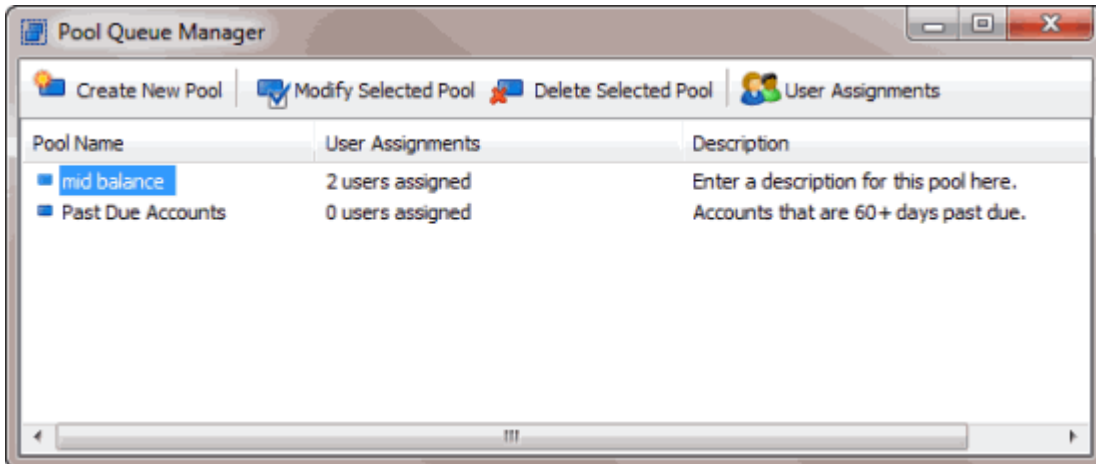 Pool Queue Manager
Create New Pool Modify Selected Pool Delete Selected Pool User Assignments
Pool Name User Assignments Description
mid balance 2 users assigned Enter a description for this pool here.
Past Due Accounts 0 users assigned Accounts that are 60+ days past due.